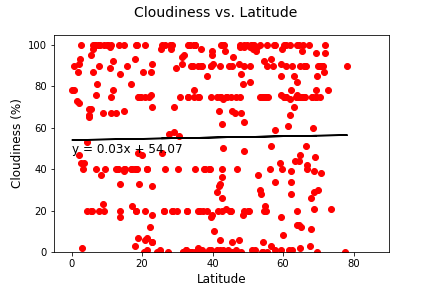 Cloudiness vs. Latitude
100
80
60
40
20
0
Cloudiness (%)
y = 0.03x + 54.07
0 20 40 60 80
Latitude